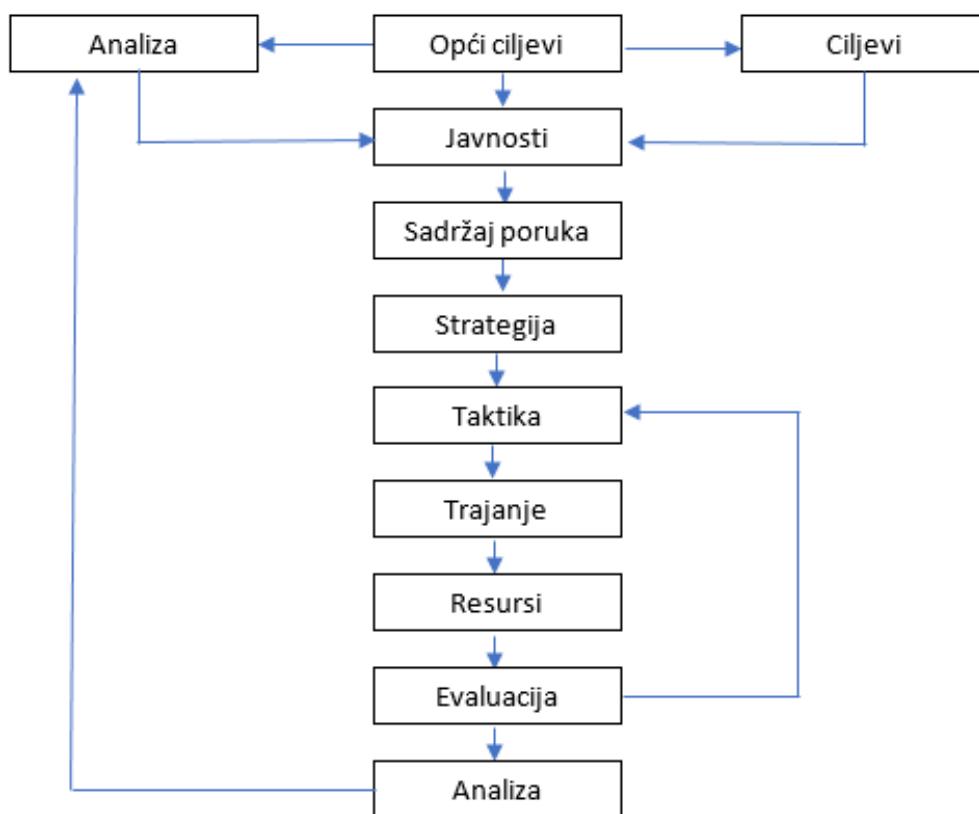 Analiza
Opći ciljevi
Ciljevi
Javnosti
Sadržaj poruka
Strategija
Taktika
Trajanje
Resursi
Evaluacija
Analiza